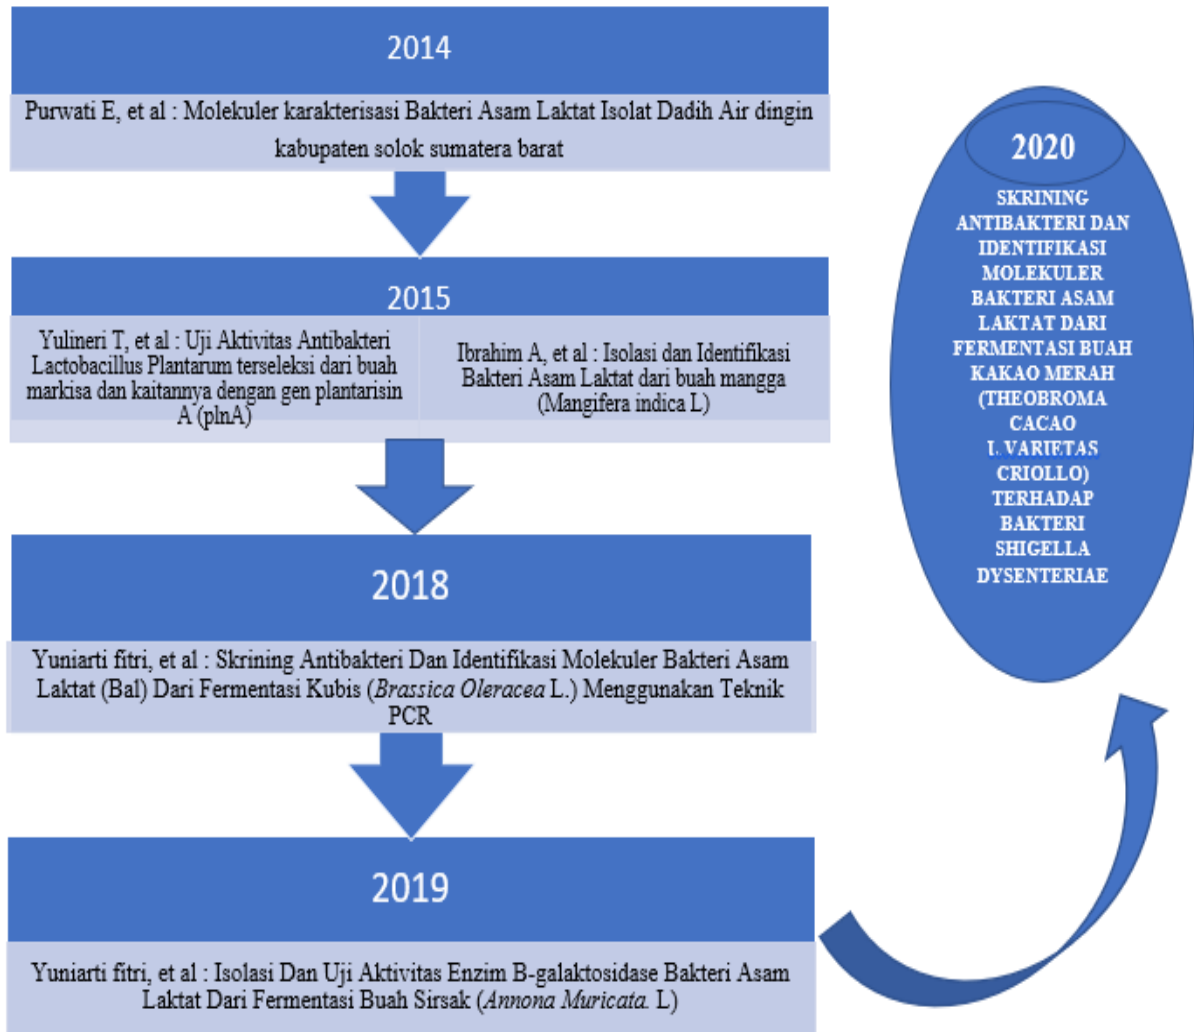 2014
Purwati E, et al : Molekuler karakterisasi Bakteri Asam Laktat Isolat Dadih Air dingin
kabupaten solok sumatera barat
2015
Yulineri T, et al : Uji Aktivitas Antibakteri
Lactobacillus Plantarum terseleksi dari buah
markisa dan kaitannya dengan gen plantarisin
A (plnA)
Ibrahim A, et al : Isolasi dan Identifikasi
Bakteri Asam Laktat dari buah mangga
(Mangifera indica L)
2018
Yuniarti fitri, et al : Skrining Antibakteri Dan Identifikasi Molekuler Bakteri Asam
Laktat (Bal) Dari Fermentasi Kubis (Brassica Oleracea L.) Menggunakan Teknik
PCR
2019
Yuniarti fitri, et al : Isolasi Dan Uji Aktivitas Enzim B-galaktosidase Bakteri Asam
Laktat Dari Fermentasi Buah Sirsak (Annona Muricata. L)
2020
SKRINING
ANTIBAKTERI DAN
IDENTIFIKASI
MOLEKULER
BAKTERI ASAM
LAKTAT DARI
FERMENTASI BUAH
KAKAO MERAH
(THEOBROMA
CACAO
L VARIETAS
CRIOLLO)
TERHADAP
BAKTERI
SHIGELLA
DYSENTERIAE